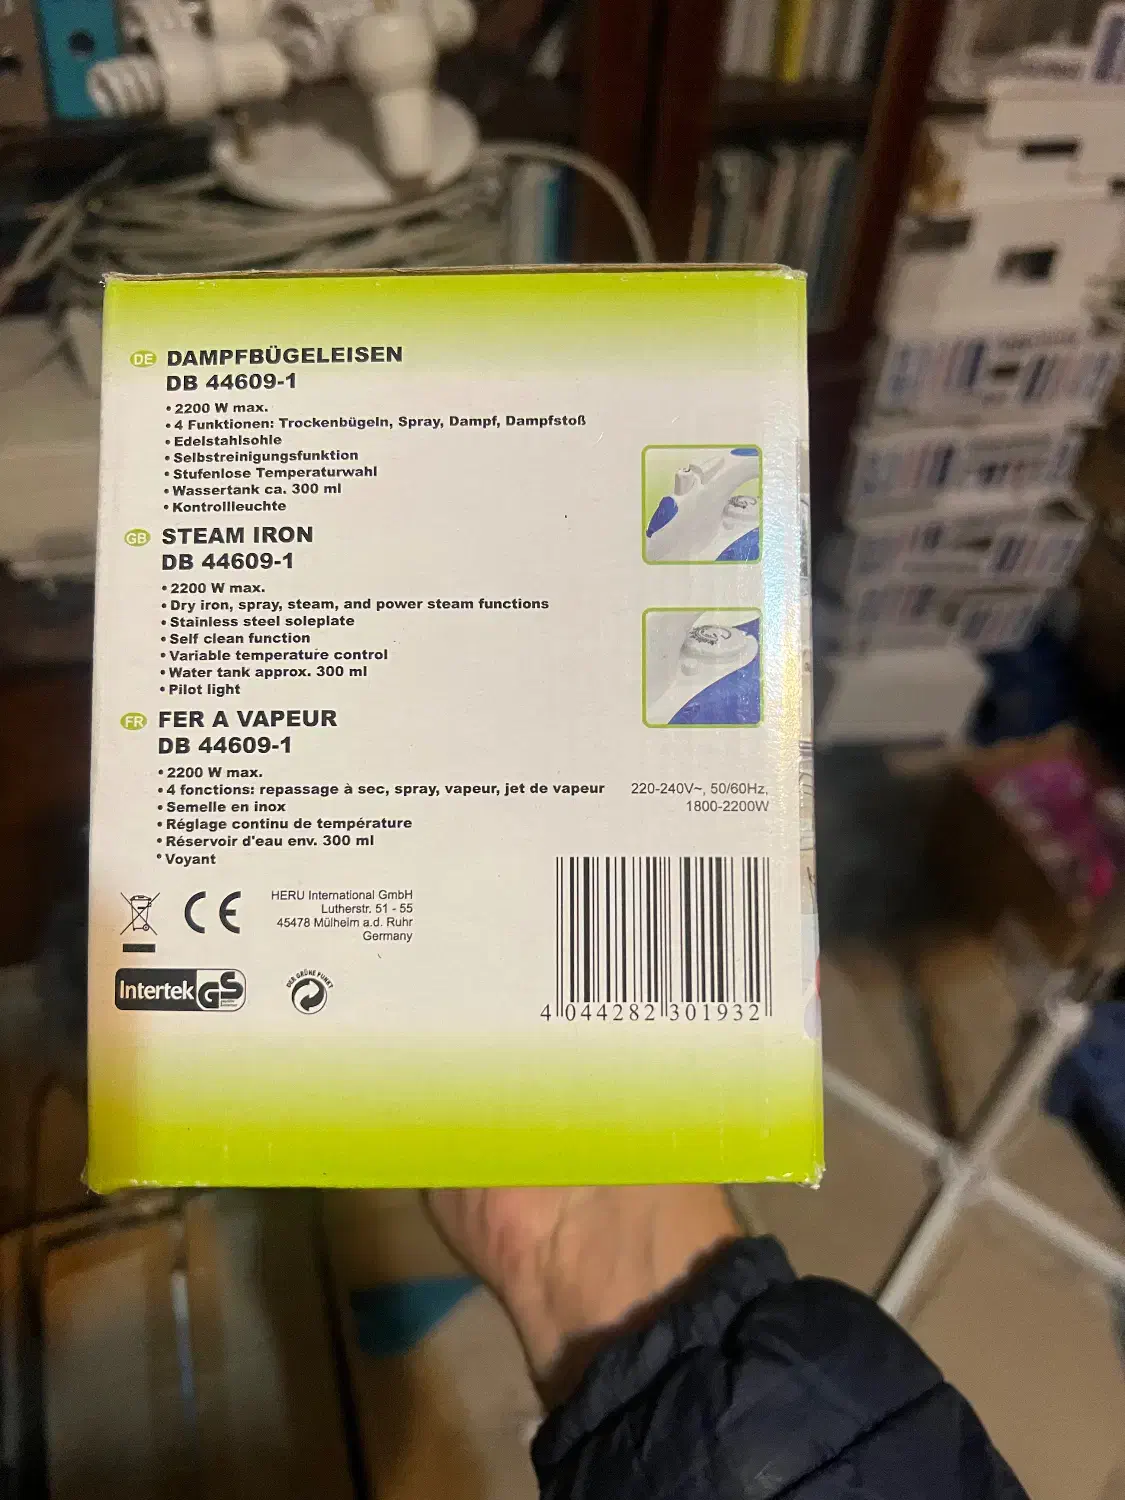 DE DAMPFBÜGELEISEN
DB 44609-1
• 2200 W max.
• 4 Funktionen: Trockenbügeln, Spray, Dampf, Dampfstoß
• Edelstahlsohle
• Selbstreinigungsfunktion
• Stufenlose Temperaturwahl
• Wassertank ca. 300 ml
• Kontrollleuchte
GB STEAM IRON
DB 44609-1
• 2200 W max.
• Dry iron, spray, steam, and power steam functions
• Stainless steel soleplate
• Self clean function
• Variable temperature control
• Water tank approx. 300 ml
• Pilot light
FR FER A VAPEUR
DB 44609-1
• 2200 W max.
• 4 fonctions: repassage à sec, spray, vapeur, jet de vapeur
• Semelle en inox
• Réglage continu de température
• Réservoir d'eau env. 300 ml
• Voyant
220-240V~, 50/60Hz,
1800-2200W
CE
HERU International GmbH
Lutherstr. 51 - 55
45478 Mülheim a.d. Ruhr
Germany
Intertek GS
DER GRÜNE PUNKT
4 044282 301932